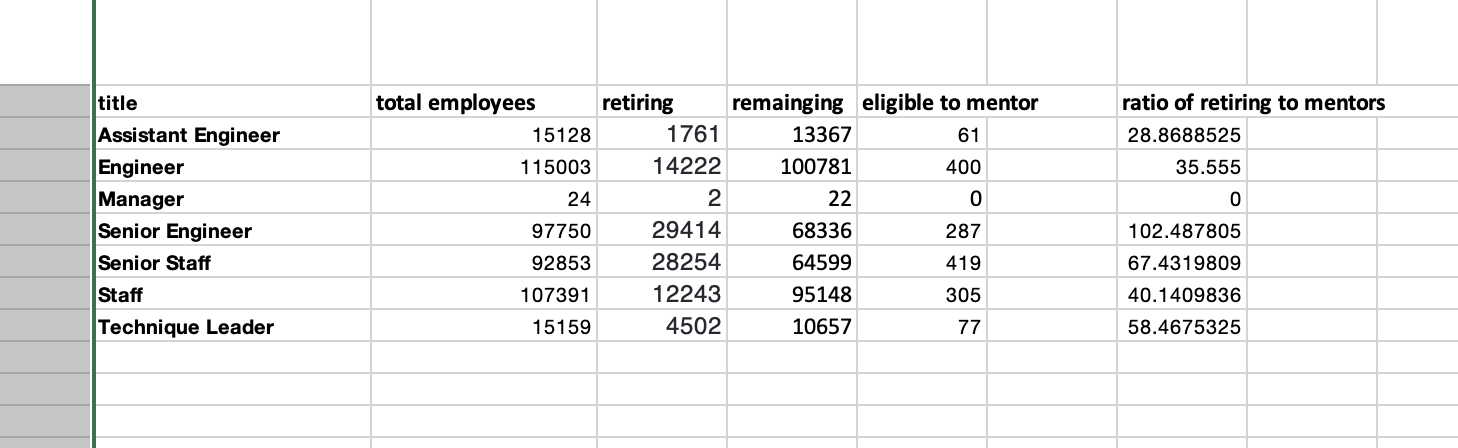 title total employees retiring remainging eligible to mentor ratio of retiring to mentors
Assistant Engineer 15128 1761 13367 61 28.8688525
Engineer 115003 14222 100781 400 35.555
Manager 24 2 22 0 0
Senior Engineer 97750 29414 68336 287 102.487805
Senior Staff 92853 28254 64599 419 67.4319809
Staff 107391 12243 95148 305 40.1409836
Technique Leader 15159 4502 10657 77 58.4675325